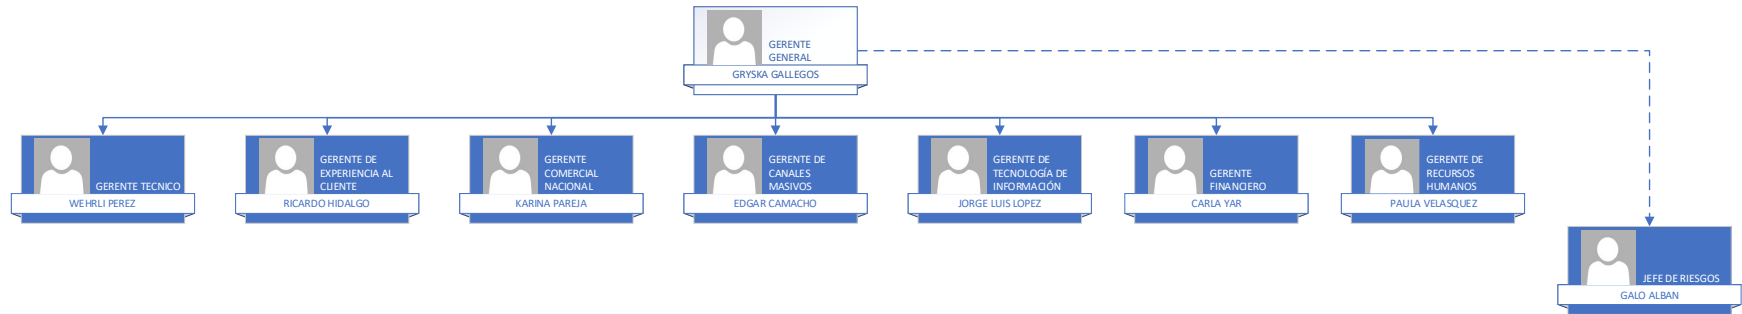 GERENTE
GENERAL
GRYSKA GALLEGOS
GERENTE TECNICO
WEHRLI PEREZ
GERENTE DE
EXPERIENCIA AL
CLIENTE
RICARDO HIDALGO
GERENTE
COMERCIAL
NACIONAL
KARINA PAREJA
GERENTE DE
CANALES
MASIVOS
EDGAR CAMACHO
GERENTE DE
TECNOLOGÍA DE
INFORMACIÓN
JORGE LUIS LOPEZ
GERENTE
FINANCIERO
CARLA YAR
GERENTE DE
RECURSOS
HUMANOS
PAULA VELASQUEZ
JEFE DE RIESGOS
GALO ALBAN